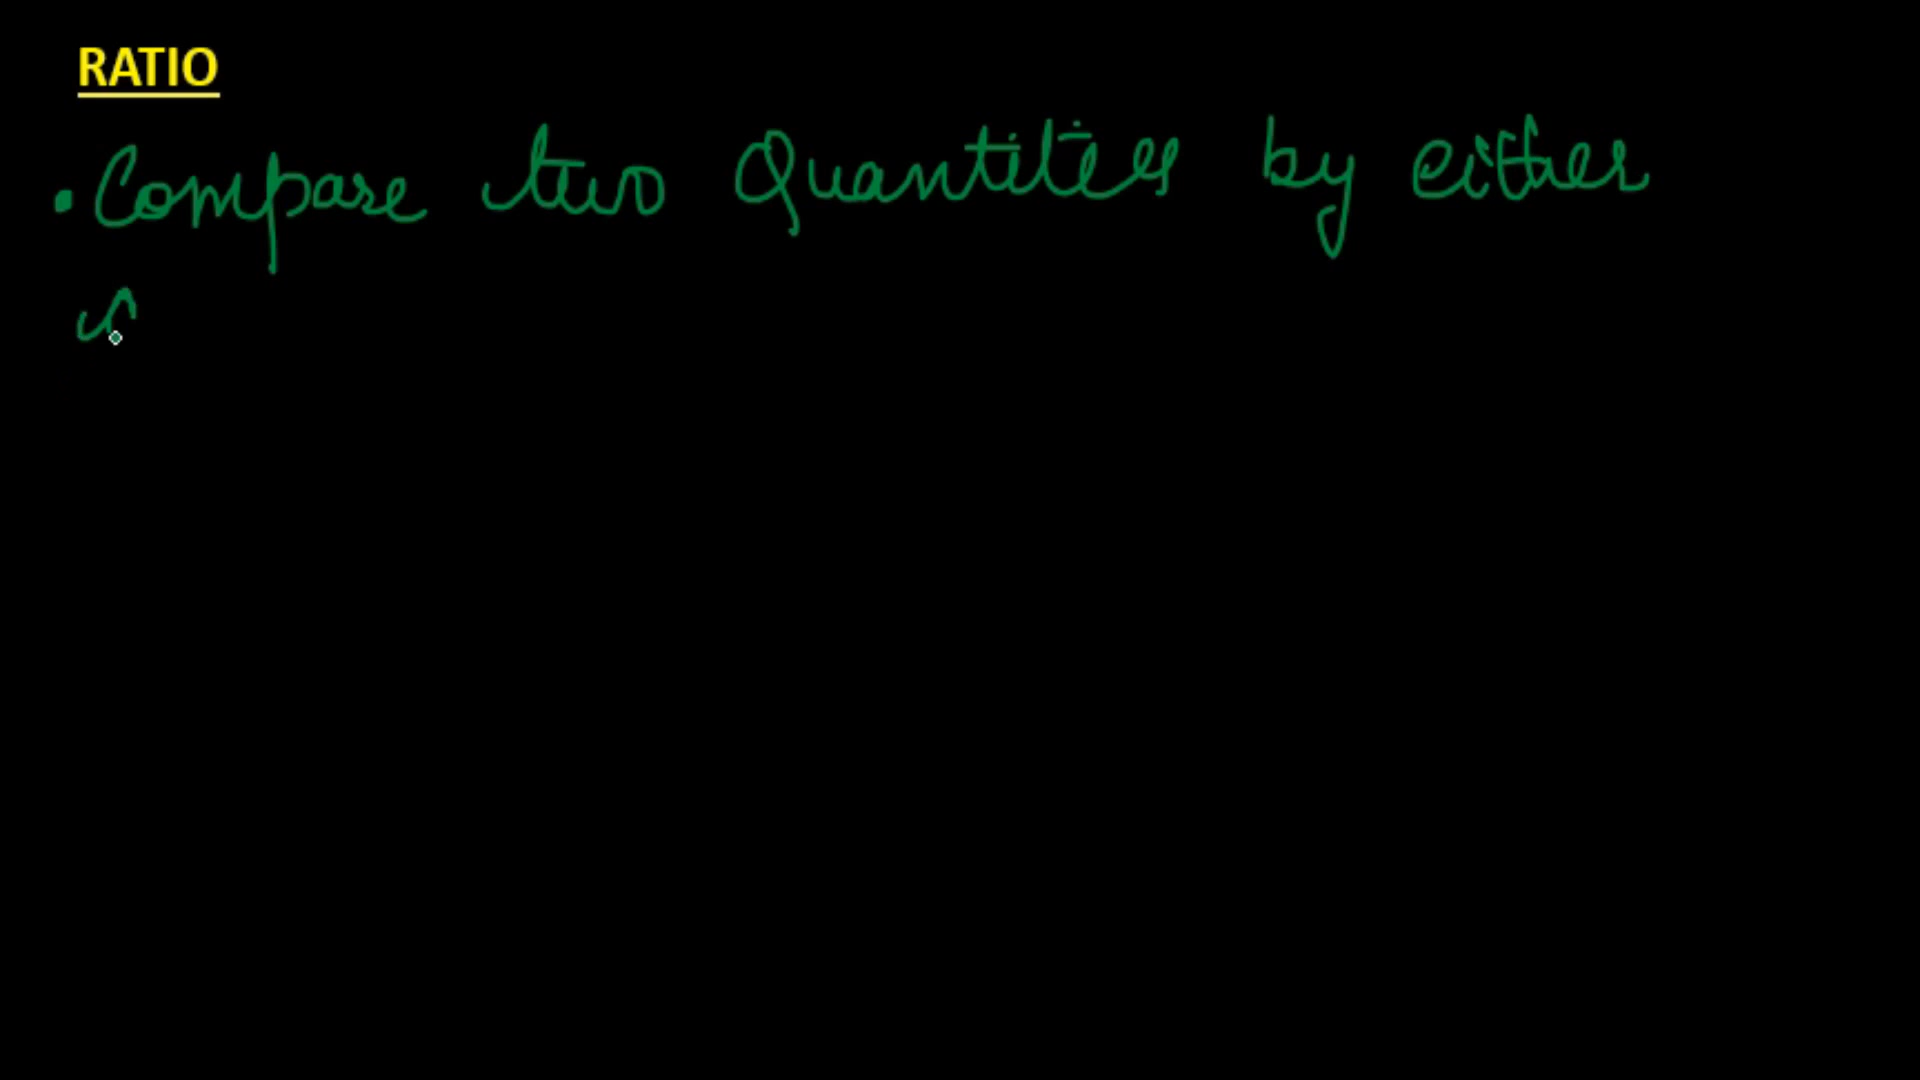 RATIO
• Compare two Quantities by either